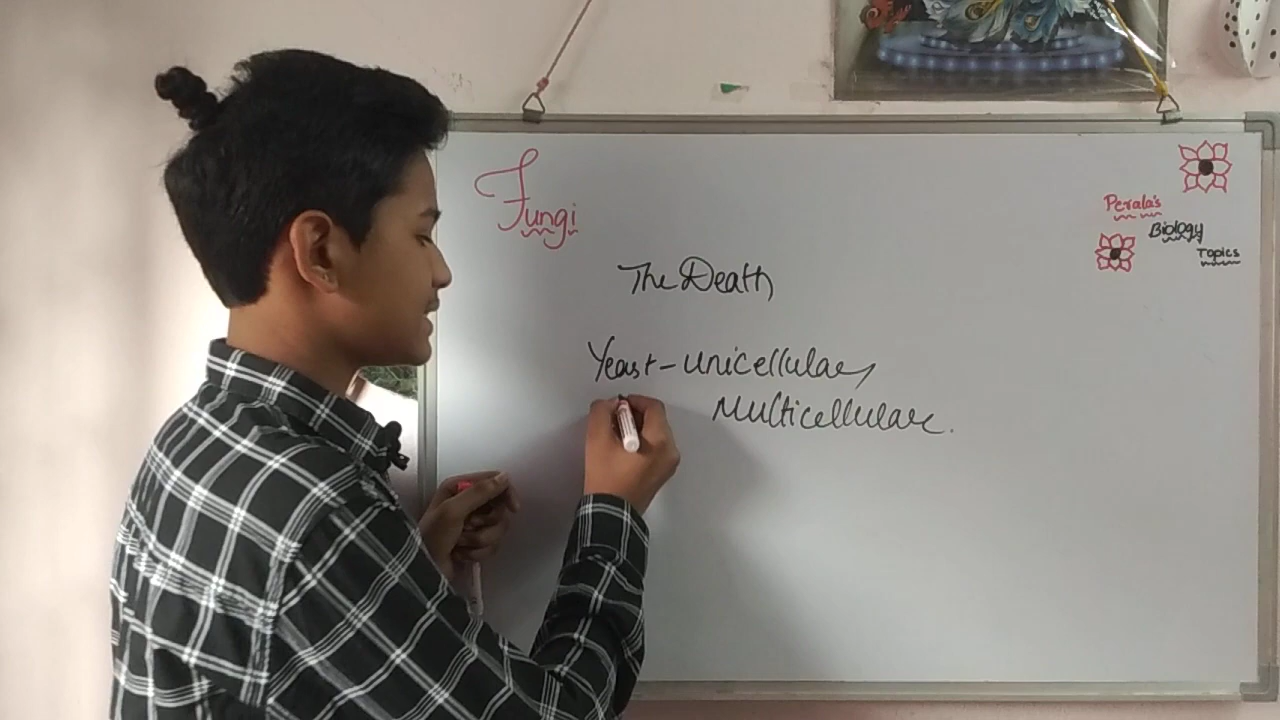 Fungi
Perala's
Biology
Topics
The Death
Yeast-Unicellular,
Multicellular.